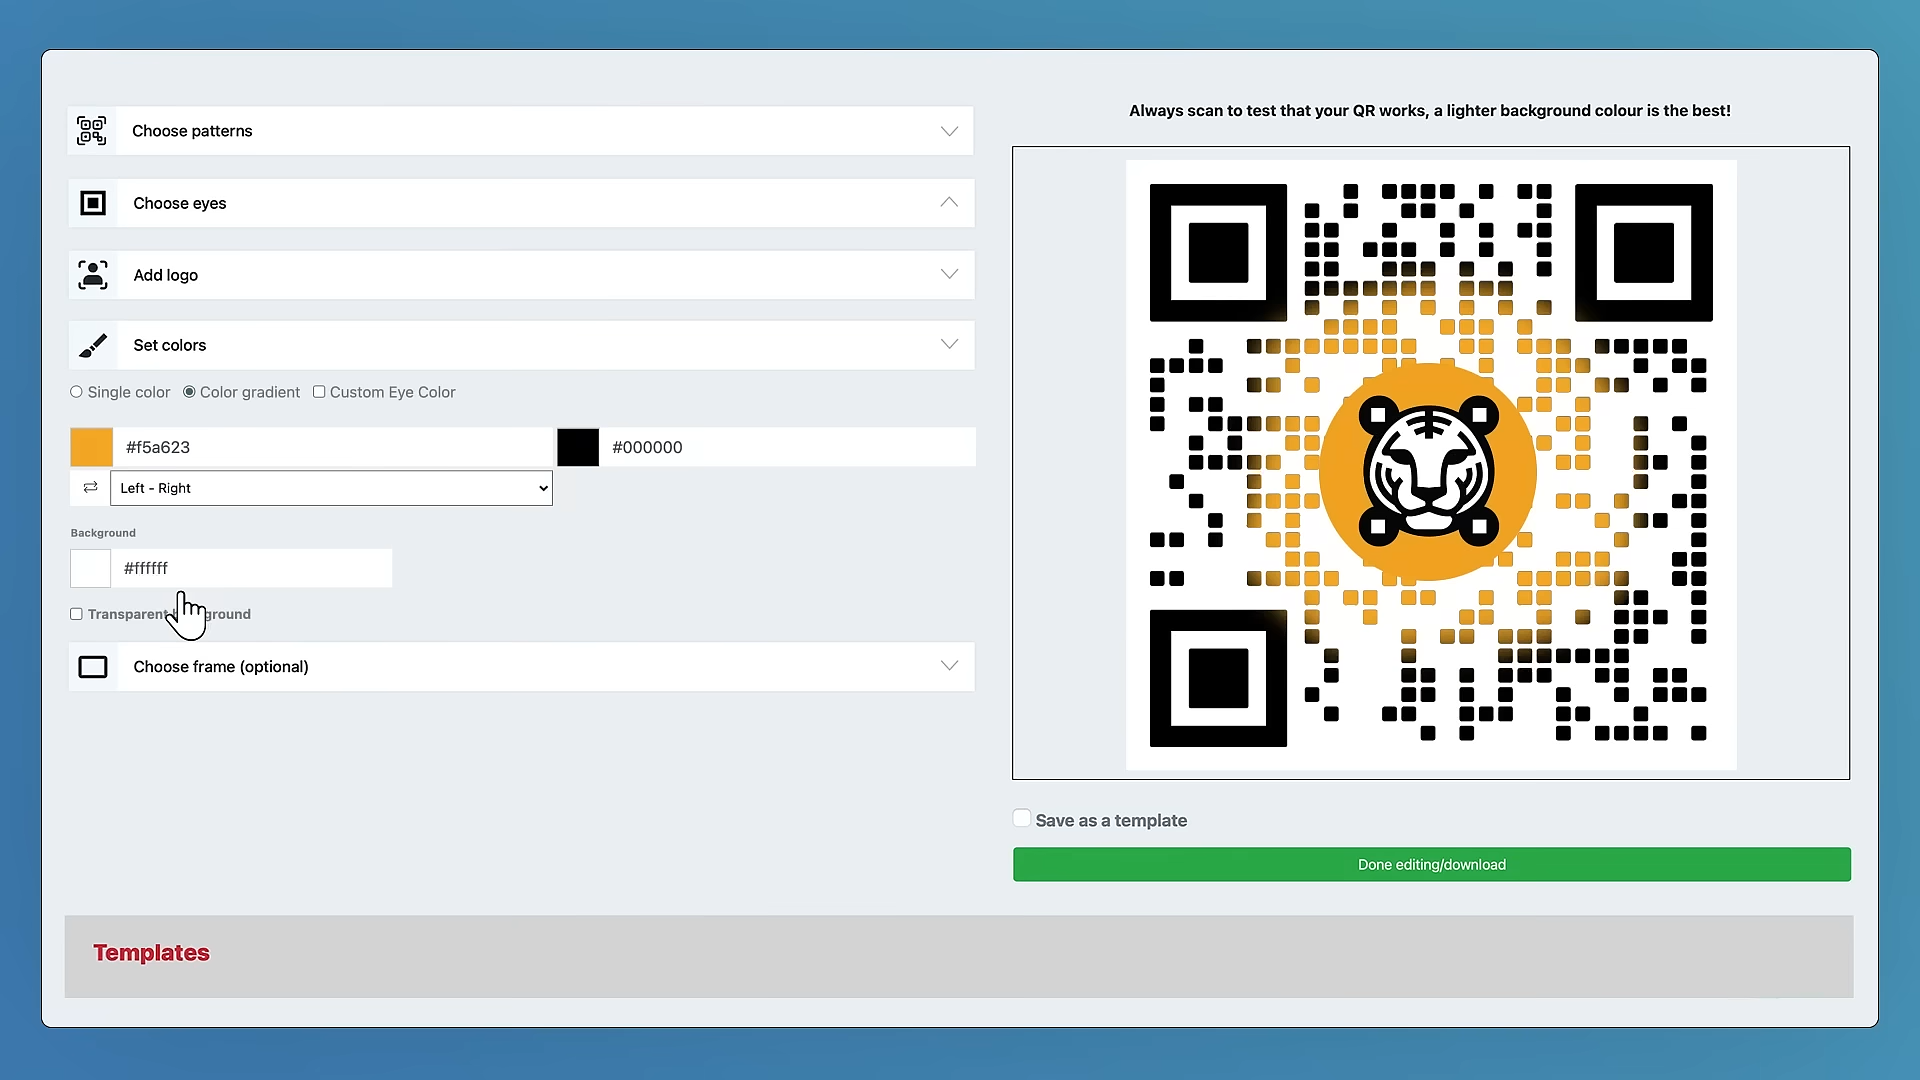 Choose patterns
Choose eyes
Add logo
Set colors
Single color Color gradient Custom Eye Color
#f5a623 #000000
Left - Right
Background
#ffffff
Transparent
Choose frame (optional)
Always scan to test that your QR works, a lighter background colour is the best!
Save as a template
Done editing/download
Templates